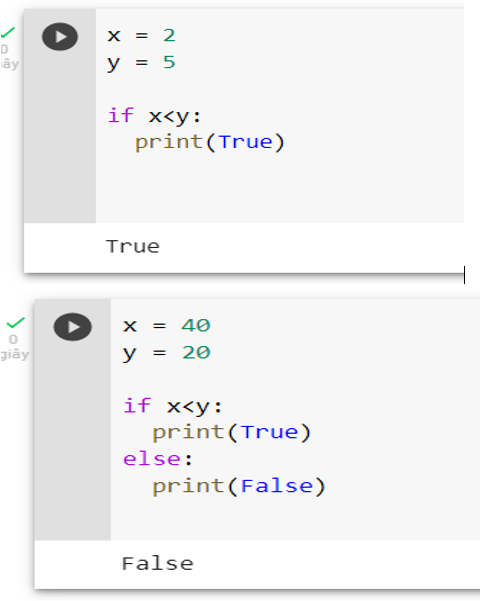 x = 2
0
y = 5
giây
if x<y:
  print(True)
True
x = 40
0
y = 20
giây
if x<y:
  print(True)
else:
  print(False)
False